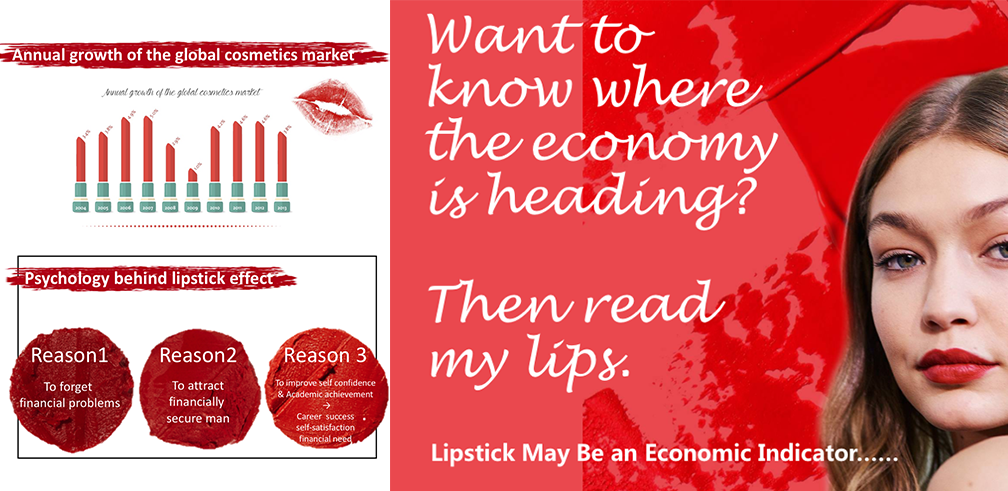 Annual growth of the global cosmetics market
Annual growth of the global cosmetics market
2004 2005 2006 2007 2008 2009 2010 2011 2012 2013
Psychology behind lipstick effect
Reason1
To forget
financial problems
Reason2
To attract
financially
secure man
Reason 3
To improve self confidence
& Academic achievement
→
Career success
self-satisfaction
financial need
Want to
know where
the economy
is heading?
Then read
my lips.
Lipstick May Be an Economic Indicator......